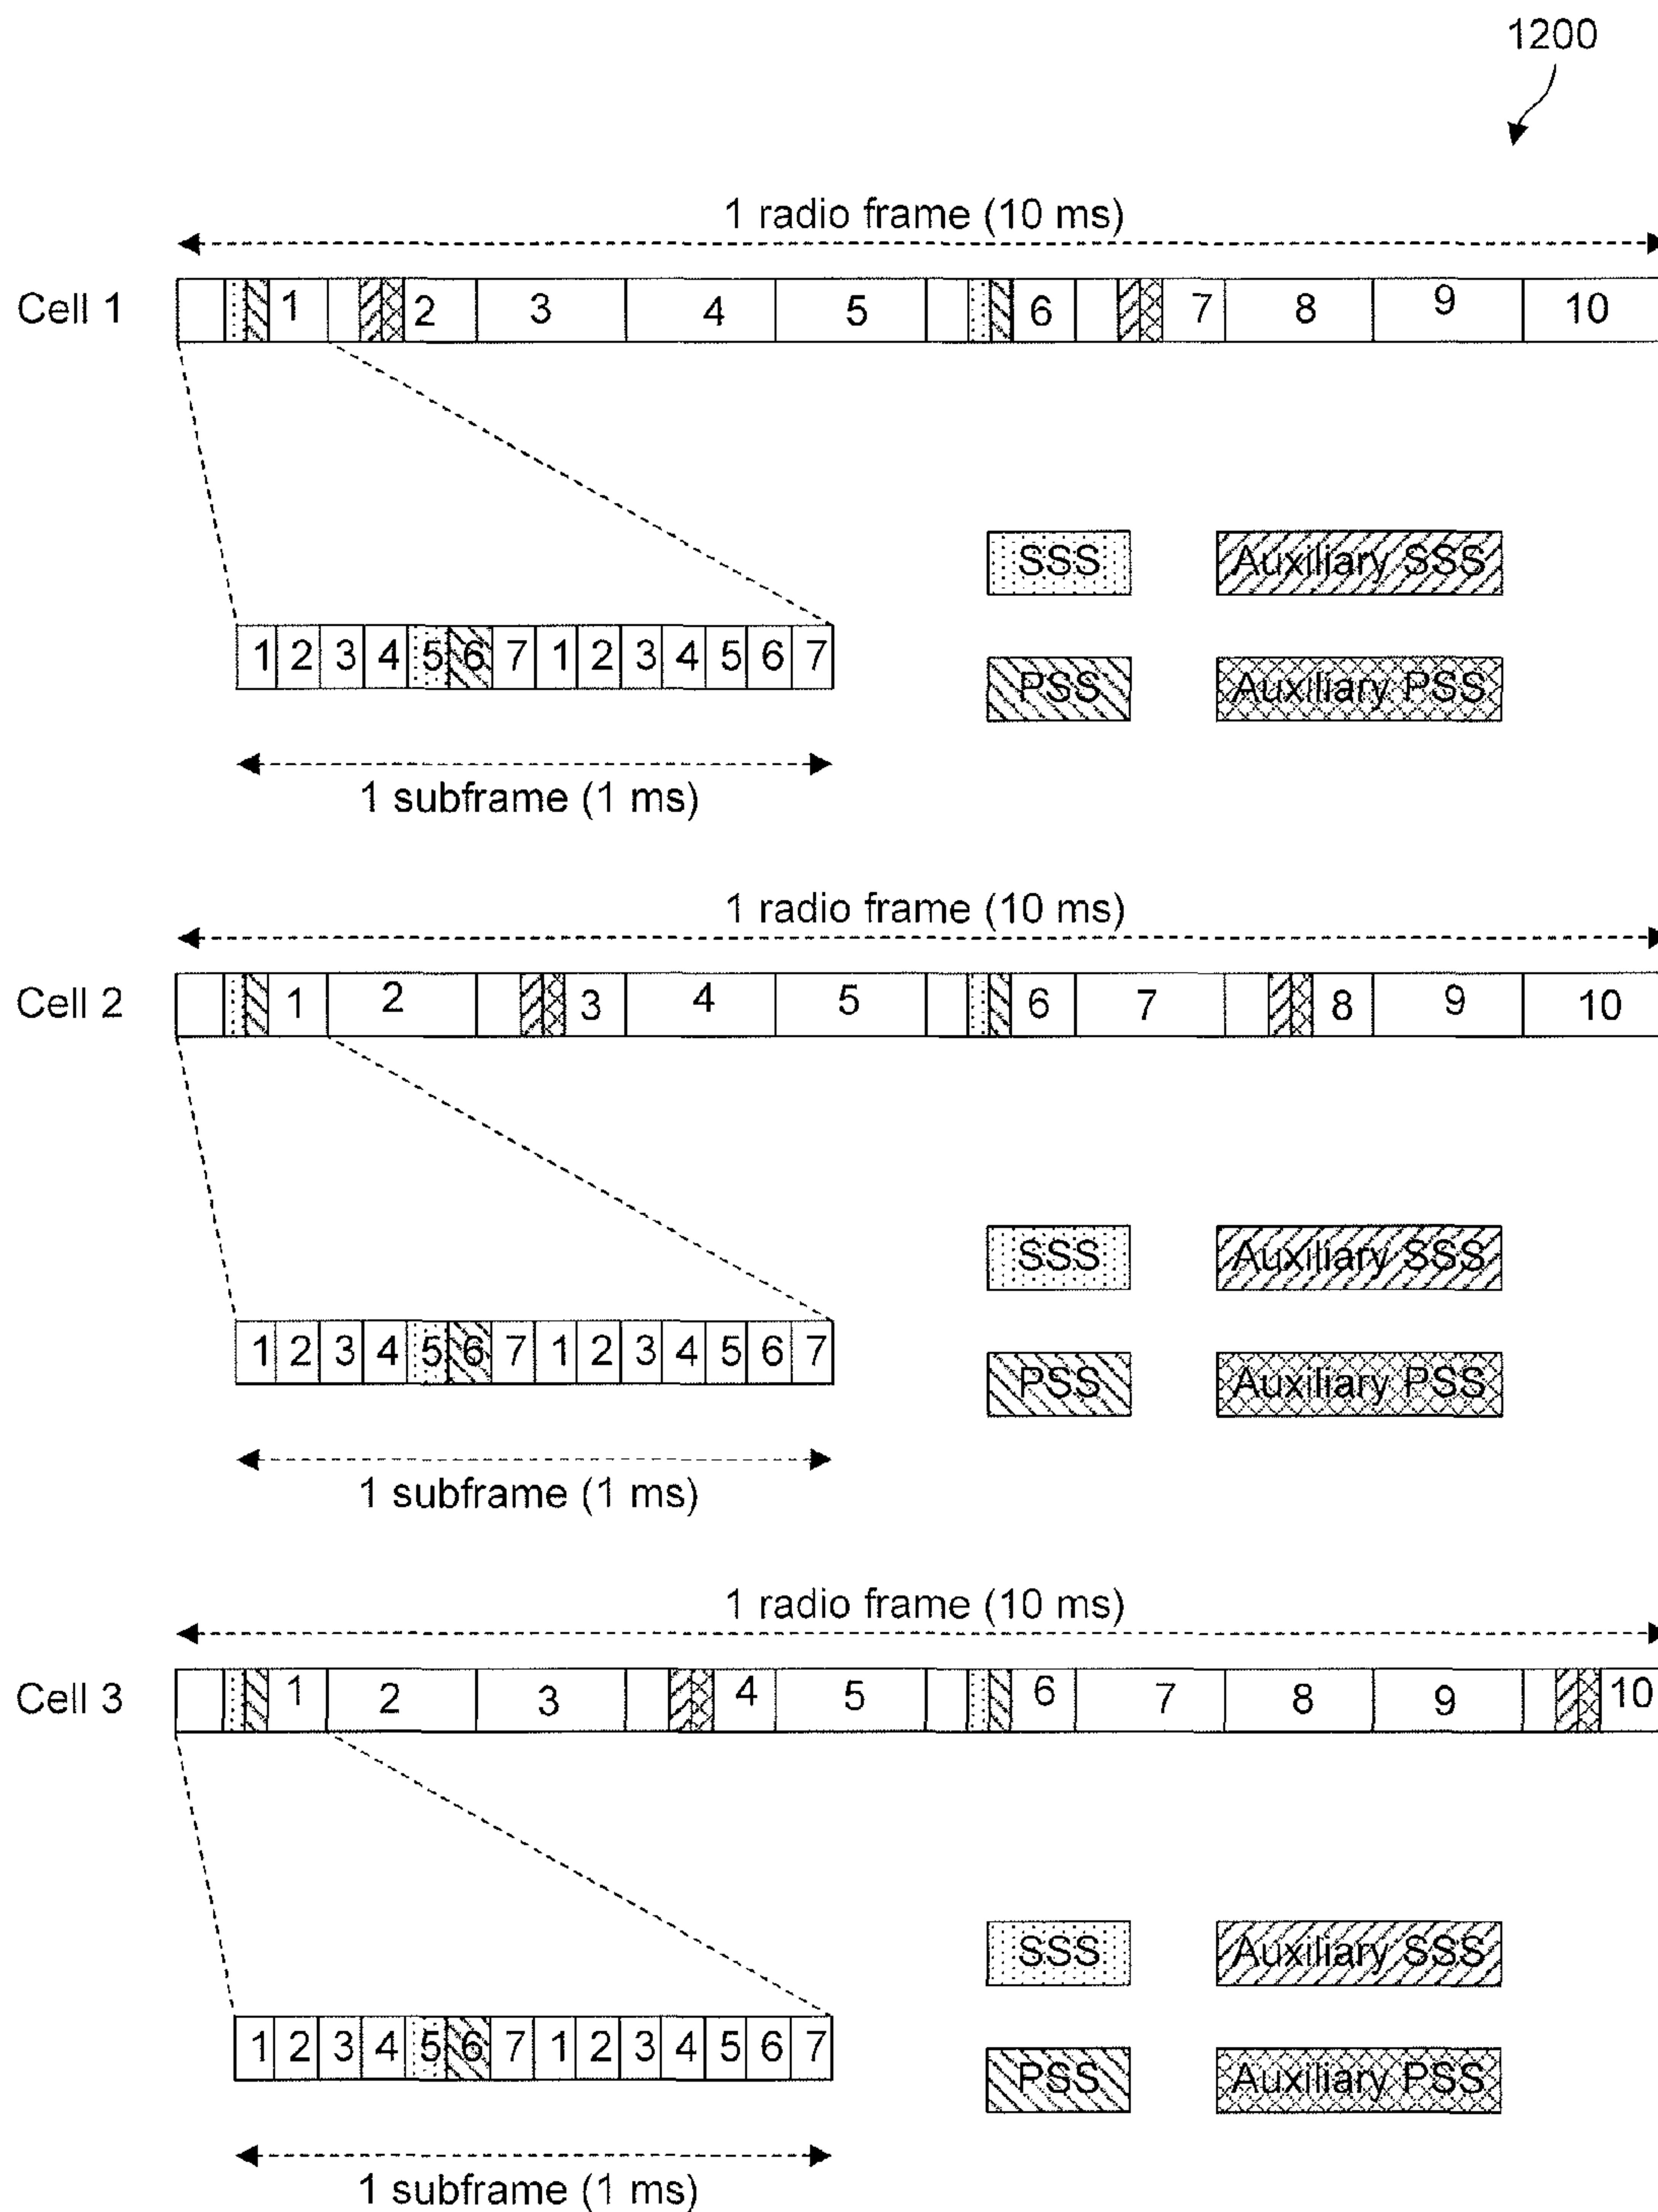 1200
1 radio frame (10 ms)
Cell 1 1 2 3 4 5 6 7 8 9 10
SSS Auxiliary SSS
1 2 3 4 5 6 7 1 2 3 4 5 6 7
PSS Auxiliary PSS
1 subframe (1 ms)
1 radio frame (10 ms)
Cell 2 1 2 3 4 5 6 7 8 9 10
SSS Auxiliary SSS
1 2 3 4 5 6 7 1 2 3 4 5 6 7
PSS Auxiliary PSS
1 subframe (1 ms)
1 radio frame (10 ms)
Cell 3 1 2 3 4 5 6 7 8 9 10
SSS Auxiliary SSS
1 2 3 4 5 6 7 1 2 3 4 5 6 7
PSS Auxiliary PSS
1 subframe (1 ms)